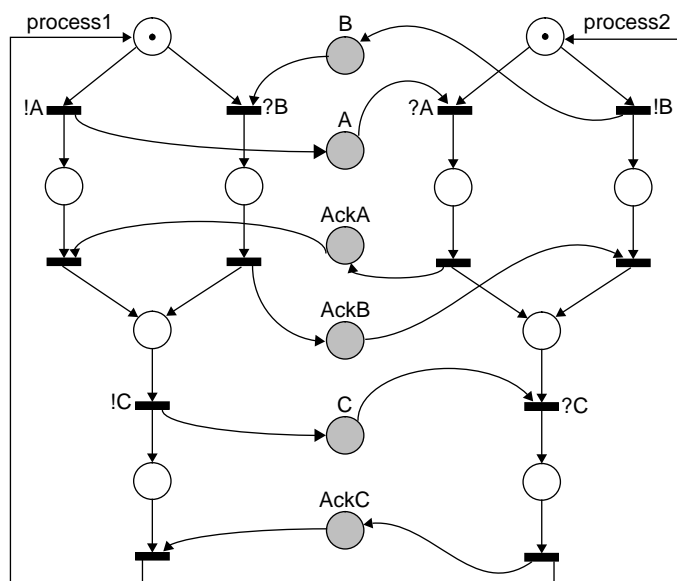 process1
B
process2
!A
?B
A
?A
!B
AckA
AckB
!C
C
?C
AckC